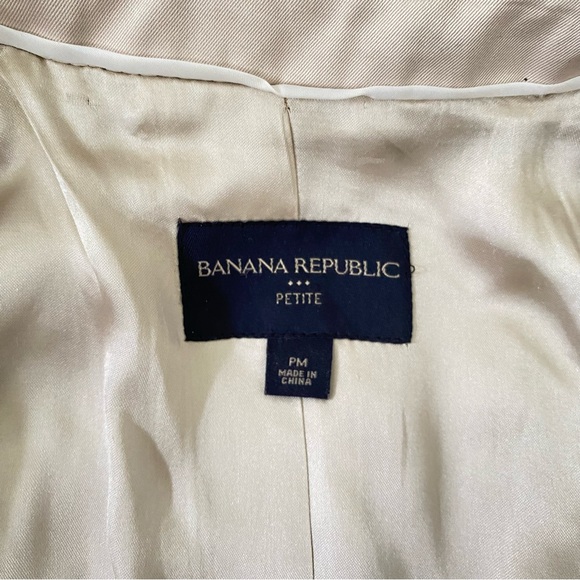 BANANA REPUBLIC
PETITE
PM
MADE IN
CHINA